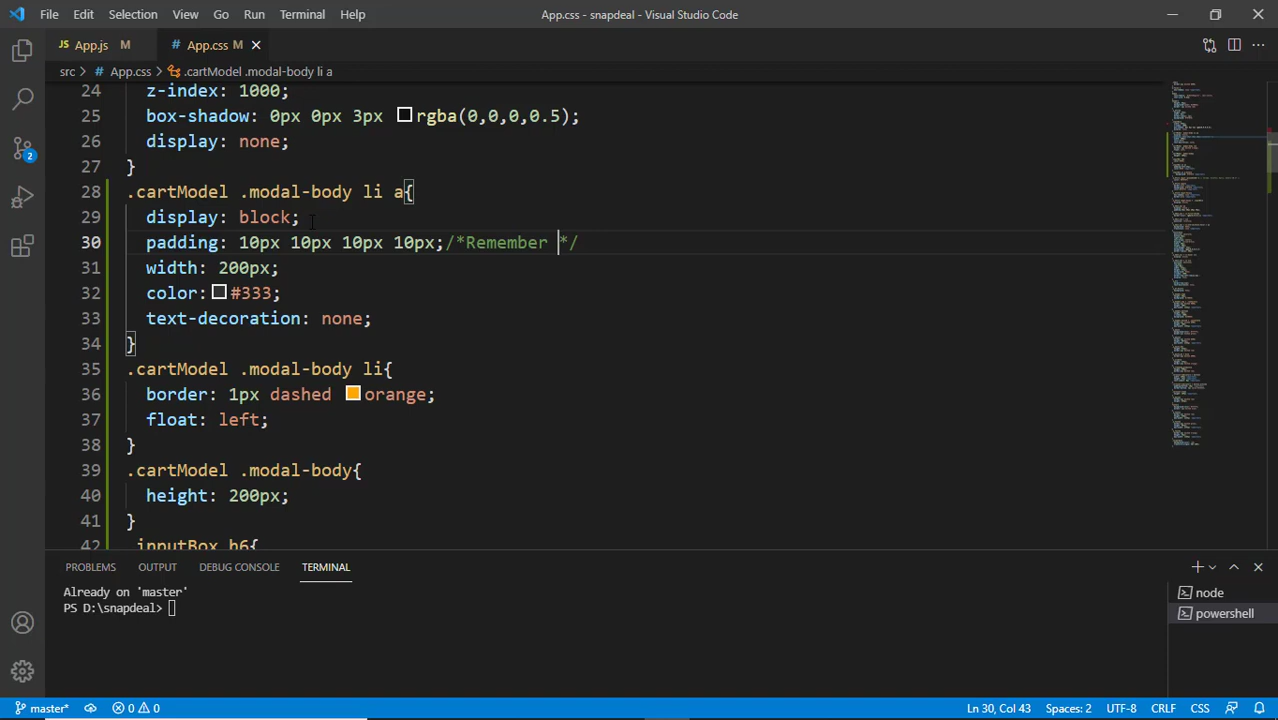 File Edit Selection View Go Run Terminal Help App.css - snapdeal - Visual Studio Code
JS App.js M # App.css M
src > # App.css > .cartModel .modal-body li a
24 z-index: 1000;
25 box-shadow: 0px 0px 3px rgba(0,0,0,0.5);
26 display: none;
27 }
28 .cartModel .modal-body li a{
29 display: block;
30 padding: 10px 10px 10px 10px;/*Remember */
31 width: 200px;
32 color: #333;
33 text-decoration: none;
34 }
35 .cartModel .modal-body li{
36 border: 1px dashed orange;
37 float: left;
38 }
39 .cartModel .modal-body{
40 height: 200px;
41 }
42 .inputBox h6{
PROBLEMS OUTPUT DEBUG CONSOLE TERMINAL
Already on 'master'
PS D:\snapdeal>
node
powershell
2
master* 0 0 Ln 30, Col 43 Spaces: 2 UTF-8 CRLF CSS